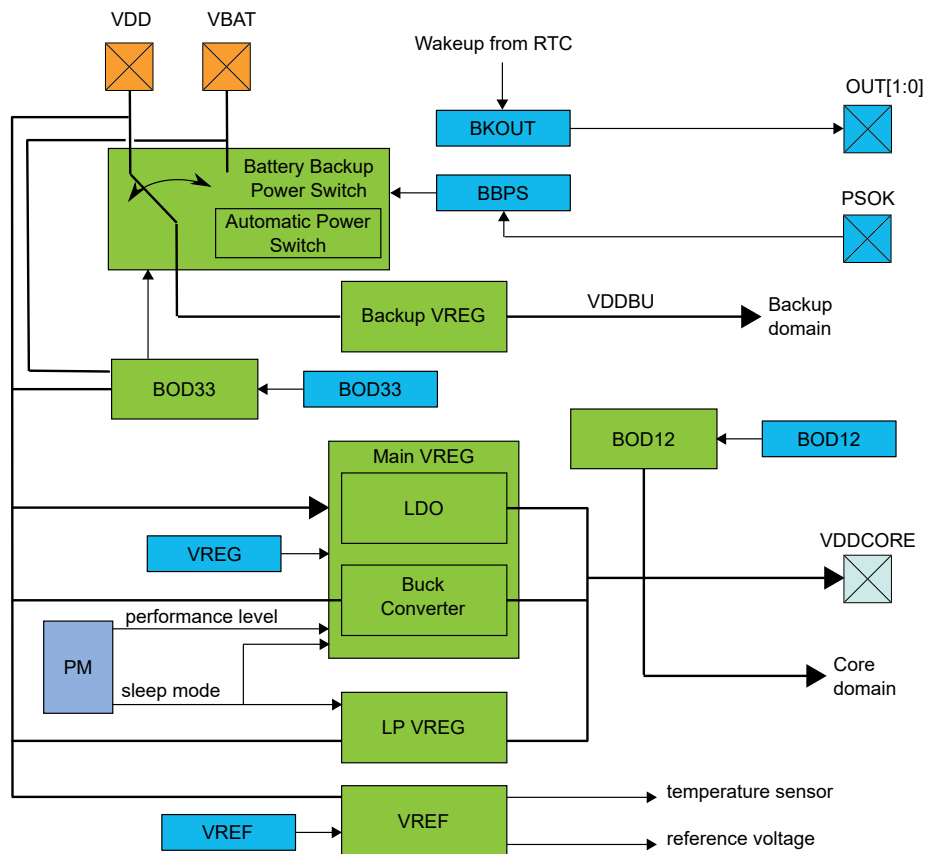 VDD
VBAT
Wakeup from RTC
OUT[1:0]
BKOUT
Battery Backup
Power Switch
BBPS
PSOK
Automatic Power
Switch
Backup VREG
VDDBU
Backup
domain
BOD33
BOD33
BOD12
BOD12
Main VREG
LDO
VREG
VDDCORE
Buck
Converter
performance level
PM
sleep mode
Core
domain
LP VREG
temperature sensor
VREF
VREF
reference voltage